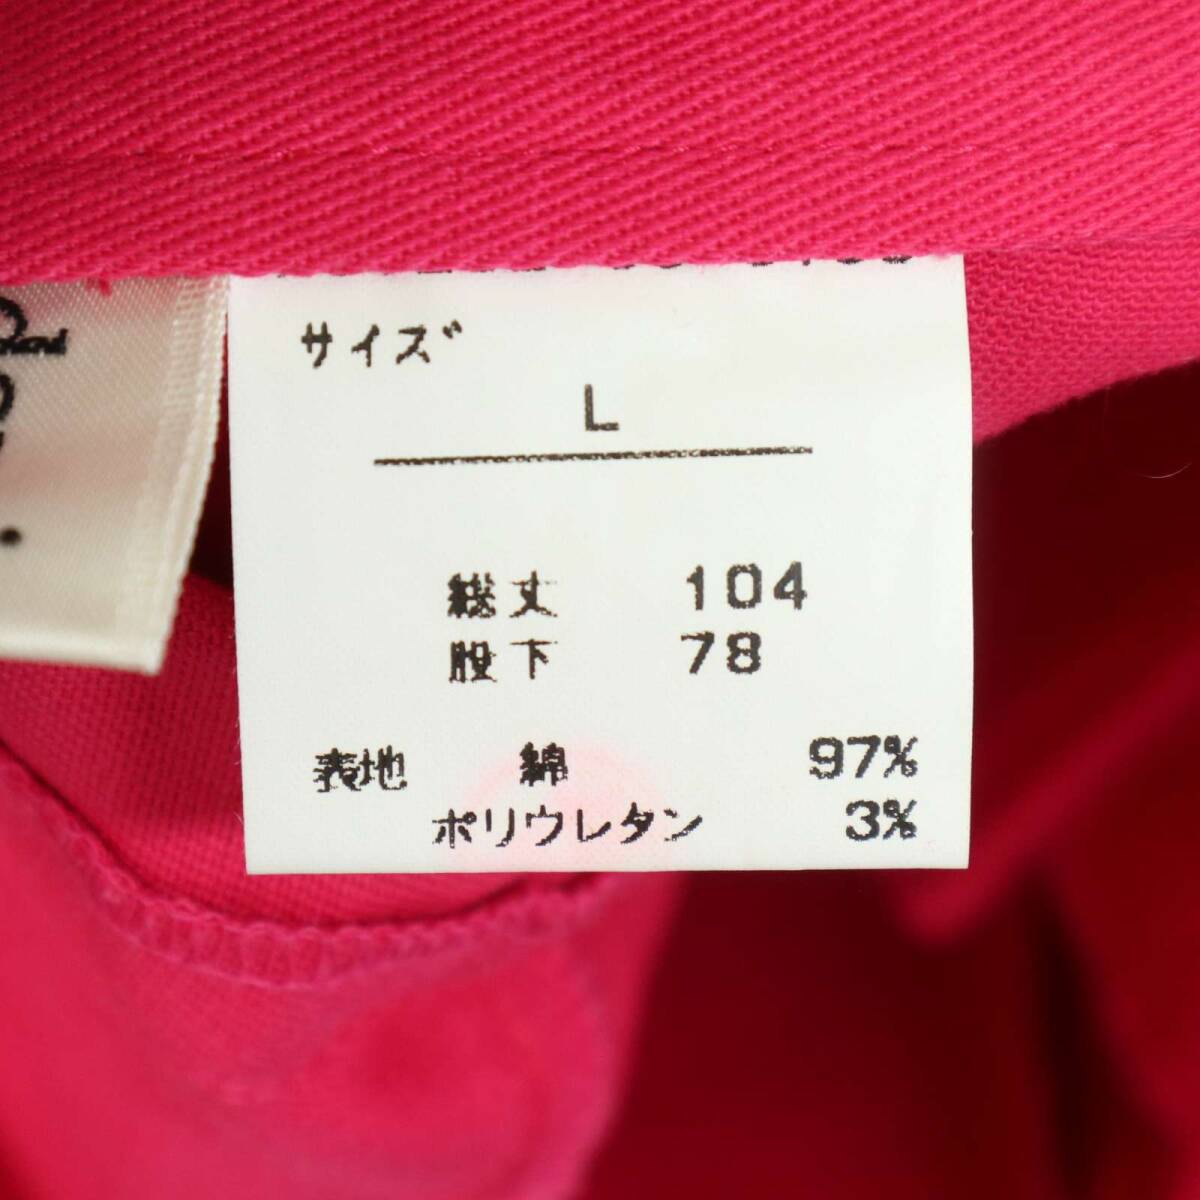 サイズ
L
総丈 104
股下 78
表地 綿 97%
ポリウレタン 3%